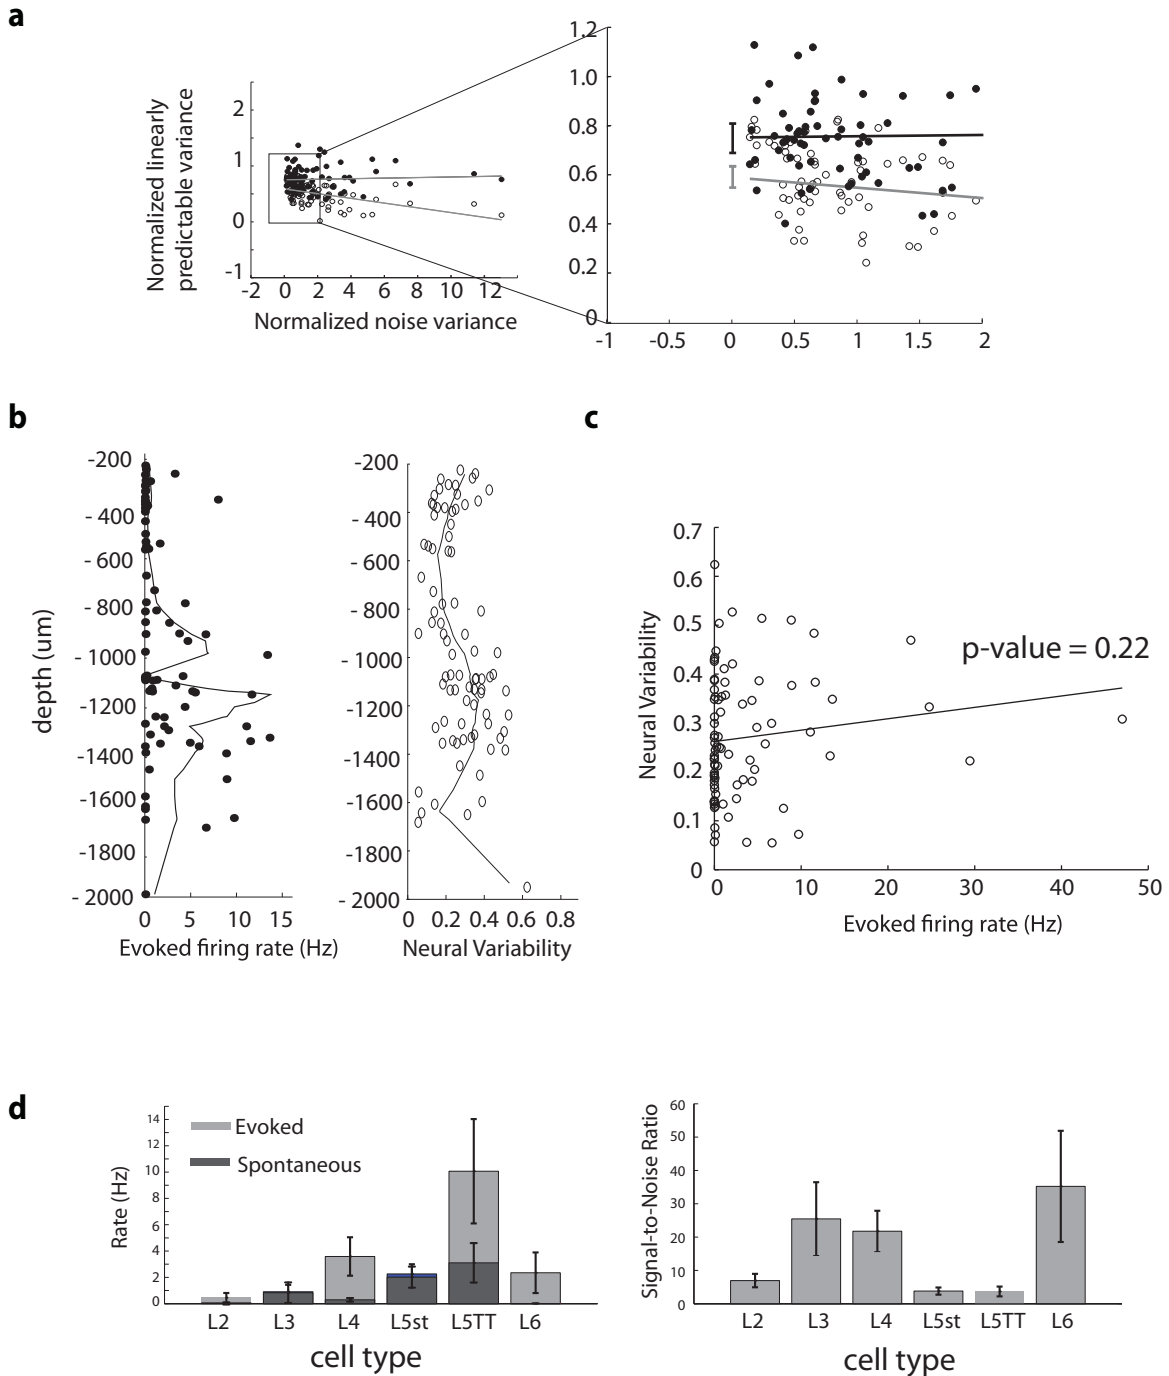 a
Normalized linearly
predictable variance
2
1
0
-1
-2 0 2 4 6 8 10 12
Normalized noise variance
1.2
1.0
0.8
0.6
0.4
0.2
0
-1 -0.5 0 0.5 1 1.5 2
b
depth (um)
-200
- 400
- 600
- 800
- 1000
-1200
-1400
-1600
-1800
- 2000
0 5 10 15
Evoked firing rate (Hz)
-200
- 400
- 600
- 800
- 1000
-1200
-1400
-1600
-1800
- 2000
0 0.2 0.4 0.6 0.8
Neural Variability
c
Neural Variability
0.7
0.6
0.5
0.4
0.3
0.2
0.1
0
p-value = 0.22
0 10 20 30 40 50
Evoked firing rate (Hz)
d
Rate (Hz)
14
12
10
8
6
4
2
0
Evoked
Spontaneous
L2 L3 L4 L5st L5TT L6
cell type
Signal-to-Noise Ratio
60
50
40
30
20
10
0
L2 L3 L4 L5st L5TT L6
cell type